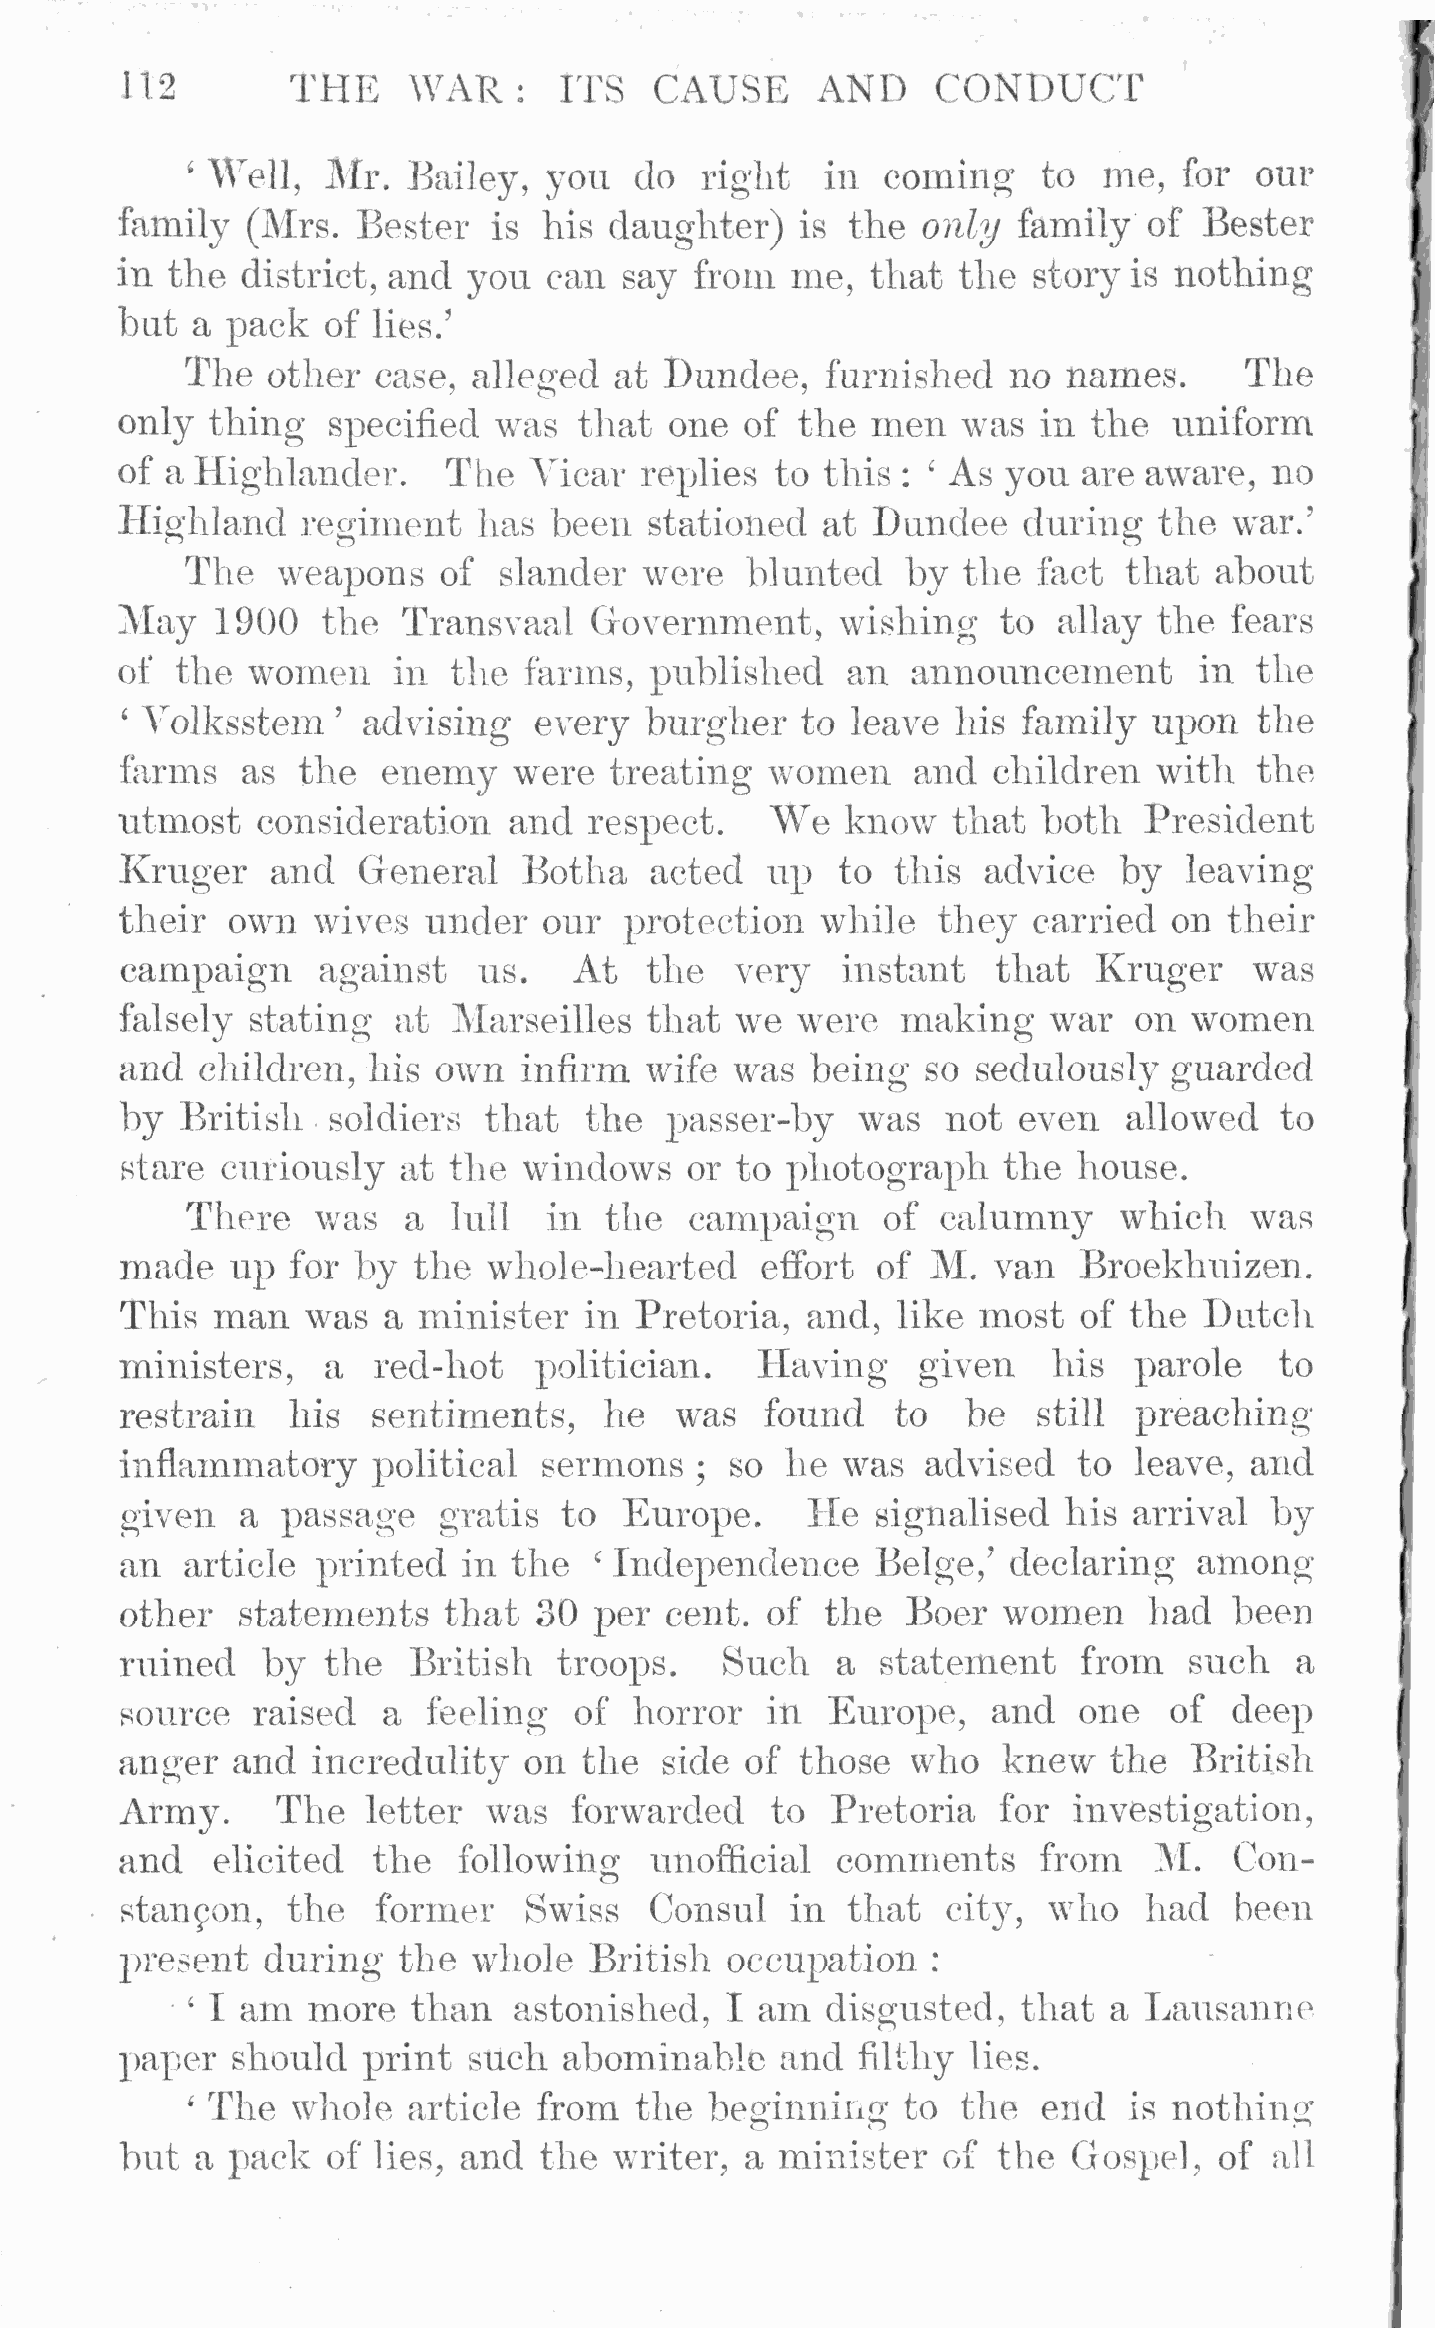 112 THE WAR: ITS CAUSE AND CONDUCT
‘ Well, Mr. Bailey, you do right in coming to me, for our
family (Mrs. Bester is his daughter) is the only family of Bester
in the district, and you can say from me, that the story is nothing
but a pack of lies.’
The other case, alleged at Dundee, furnished no names. The
only thing specified was that one of the men was in the uniform
of a Highlander. The Vicar replies to this : ‘ As you are aware, no
Highland regiment has been stationed at Dundee during the war.’
The weapons of slander were blunted by the fact that about
May 1900 the Transvaal Government, wishing to allay the fears
of the women in the farms, published an announcement in the
‘ Volksstem ’ advising every burgher to leave his family upon the
farms as the enemy were treating women and children with the
utmost consideration and respect. We know that both President
Kruger and General Botha acted up to this advice by leaving
their own wives under our protection while they carried on their
campaign against us. At the very instant that Kruger was
falsely stating at Marseilles that we were making war on women
and children, his own infirm wife was being so sedulously guarded
by British soldiers that the passer-by was not even allowed to
stare curiously at the windows or to photograph the house.
There was a lull in the campaign of calumny which was
made up for by the whole-hearted effort of M. van Broekhuizen.
This man was a minister in Pretoria, and, like most of the Dutch
ministers, a red-hot politician. Having given his parole to
restrain his sentiments, he was found to be still preaching
inflammatory political sermons ; so he was advised to leave, and
given a passage gratis to Europe. He signalised his arrival by
an article printed in the ‘ Independence Belge,’ declaring among
other statements that 30 per cent. of the Boer women had been
ruined by the British troops. Such a statement from such a
source raised a feeling of horror in Europe, and one of deep
anger and incredulity on the side of those who knew the British
Army. The letter was forwarded to Pretoria for investigation,
and elicited the following unofficial comments from M. Con-
stançon, the former Swiss Consul in that city, who had been
present during the whole British occupation :
‘ I am more than astonished, I am disgusted, that a Lausanne
paper should print such abominable and filthy lies.
‘ The whole article from the beginning to the end is nothing
but a pack of lies, and the writer, a minister of the Gospel, of all